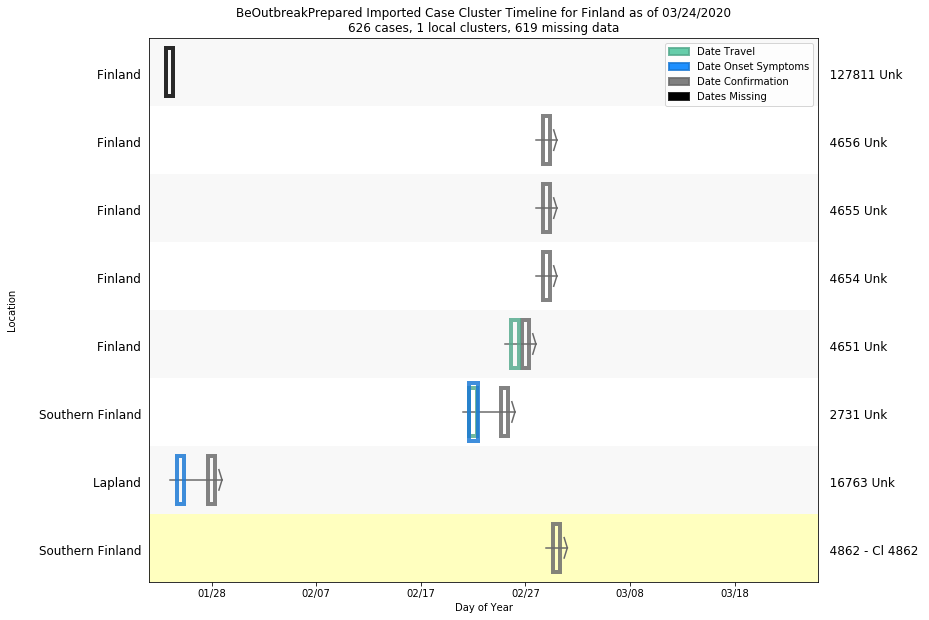 BeOutbreakPrepared Imported Case Cluster Timeline for Finland as of 03/24/2020
626 cases, 1 local clusters, 619 missing data
Date Travel
Date Onset Symptoms
Date Confirmation
Dates Missing
Finland 127811 Unk
Finland 4656 Unk
Finland 4655 Unk
Finland 4654 Unk
Finland 4651 Unk
Southern Finland 2731 Unk
Lapland 16763 Unk
Southern Finland 4862 - Cl 4862
Location
01/28 02/07 02/17 02/27 03/08 03/18
Day of Year